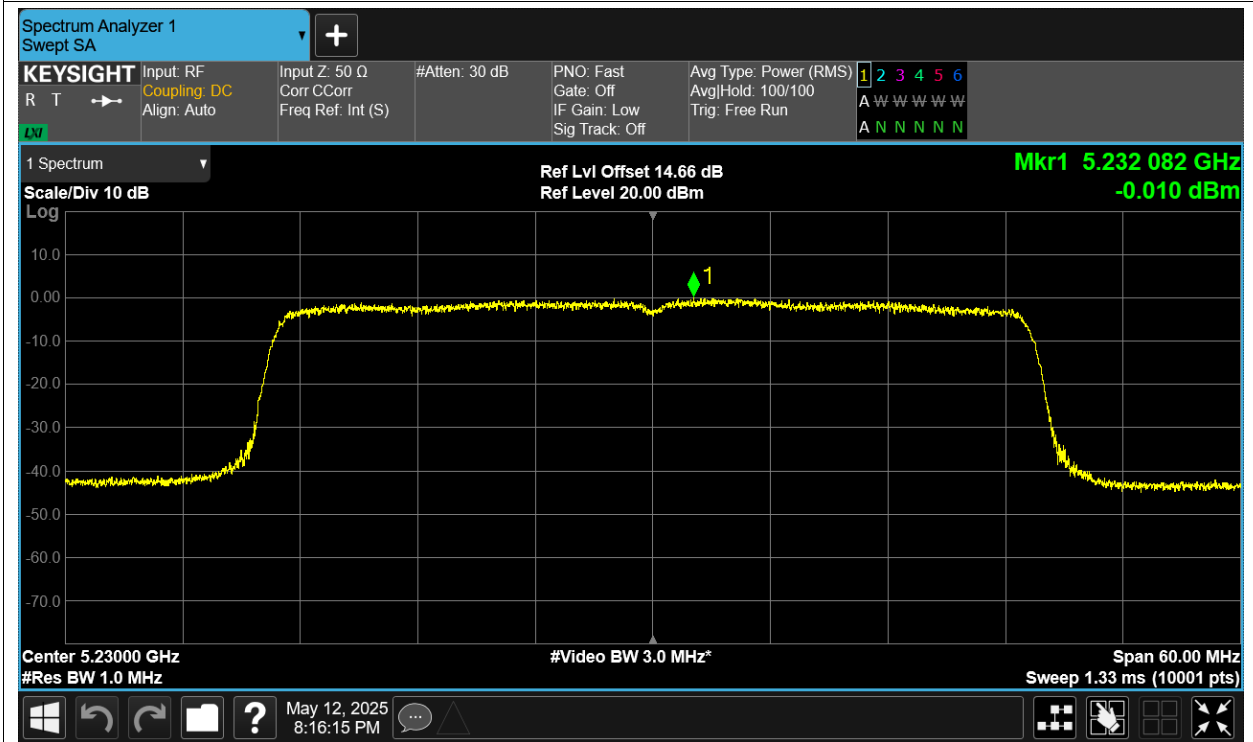 Spectrum Analyzer 1
Swept SA
KEYSIGHT
R T
LXI
Input: RF
Coupling: DC
Align: Auto
Input Z: 50 Ω
Corr CCorr
Freq Ref: Int (S)
#Atten: 30 dB
PNO: Fast
Gate: Off
IF Gain: Low
Sig Track: Off
Avg Type: Power (RMS)
Avg|Hold: 100/100
Trig: Free Run
1 2 3 4 5 6
A W W W W W
A N N N N N
1 Spectrum
Scale/Div 10 dB
Log
Ref Lvl Offset 14.66 dB
Ref Level 20.00 dBm
Mkr1 5.232 082 GHz
-0.010 dBm
10.0
0.00
-10.0
-20.0
-30.0
-40.0
-50.0
-60.0
-70.0
1
Center 5.23000 GHz
#Res BW 1.0 MHz
#Video BW 3.0 MHz*
Span 60.00 MHz
Sweep 1.33 ms (10001 pts)
?
May 12, 2025
8:16:15 PM